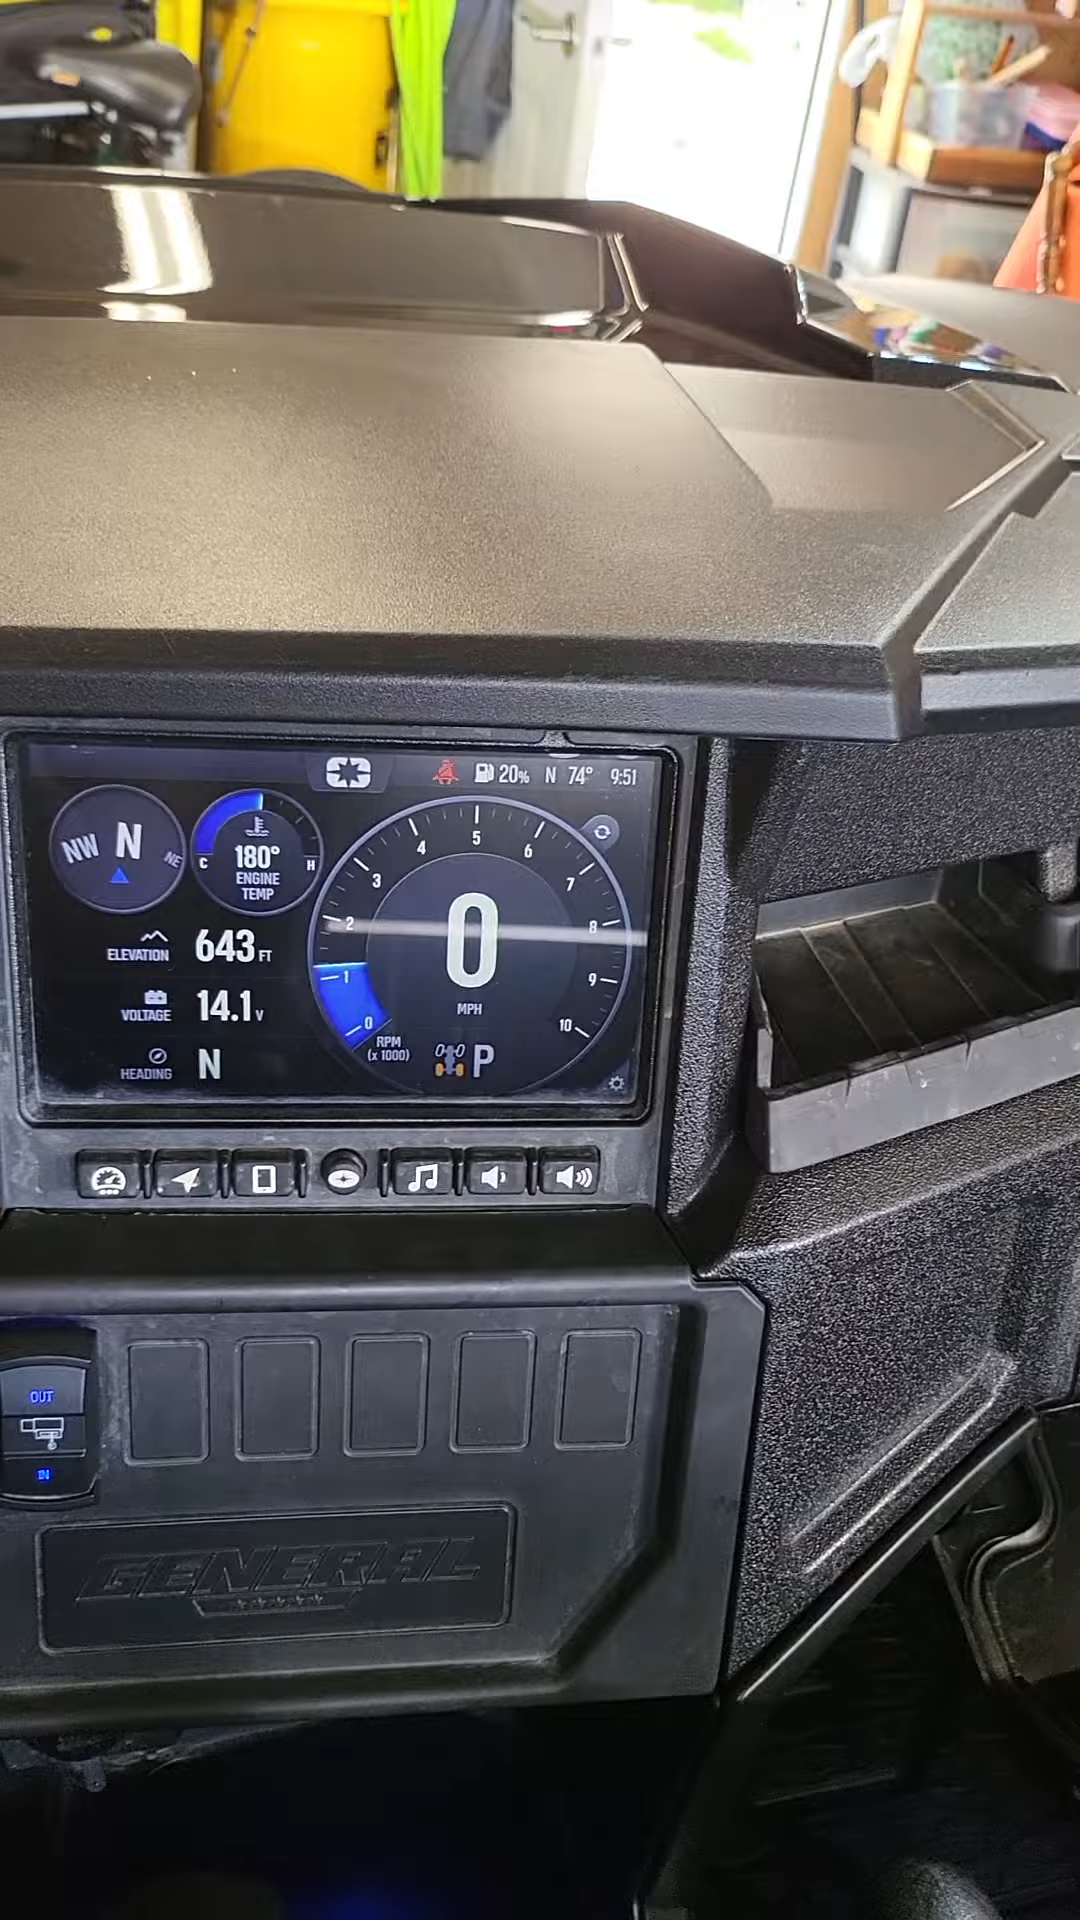 20% N 74° 9:51
NW N NE
C 180° H
ENGINE
TEMP
ELEVATION 643 FT
VOLTAGE 14.1 V
HEADING N
0 1 2 3 4 5 6 7 8 9 10
0
MPH
RPM
(x 1000)
P
OUT
IN
GENERAL